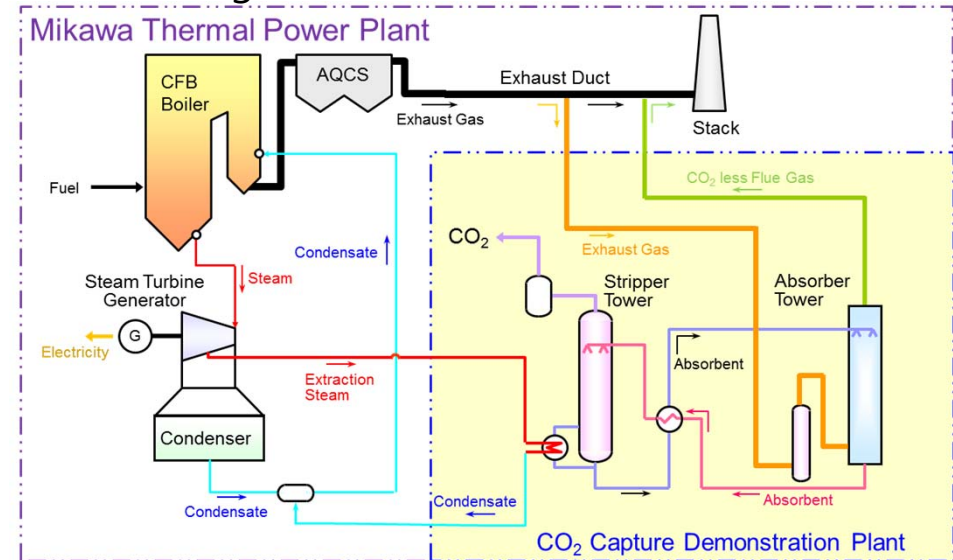 Mikawa Thermal Power Plant
CFB
Boiler
AQCS
Exhaust Duct
Exhaust Gas
Stack
Fuel
CO₂ less Flue Gas
CO₂
Exhaust Gas
Condensate
Steam
Steam Turbine
Generator
Stripper
Tower
Absorber
Tower
G
Electricity
Extraction
Steam
Absorbent
Condenser
Condensate
Condensate
Absorbent
CO₂ Capture Demonstration Plant